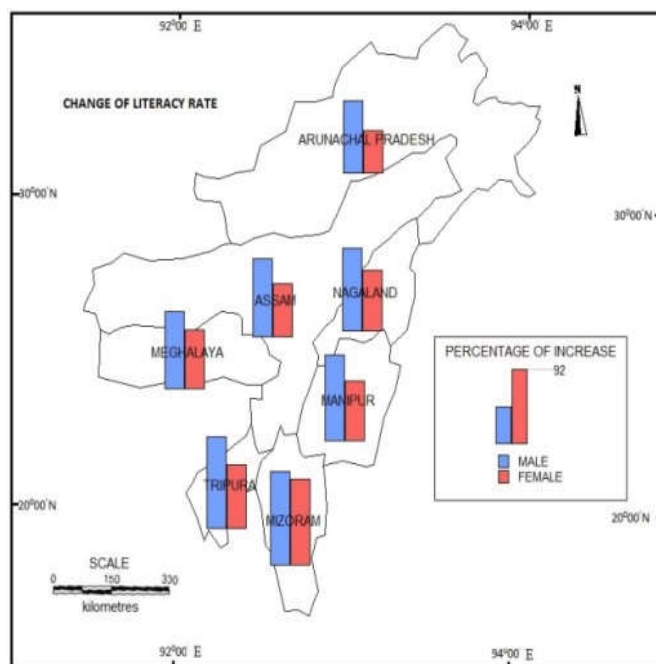 92°00' E
94°00' E
CHANGE OF LITERACY RATE
N
ARUNACHAL PRADESH
30°00'N
30°00'N
ASSAM
NAGALAND
MEGHALAYA
PERCENTAGE OF INCREASE
92
MANIPUR
MALE
FEMALE
TRIPURA
MIZORAM
20°00'N
20°00'N
SCALE
0 150 300
kilometres
92°00 E
94°00 E